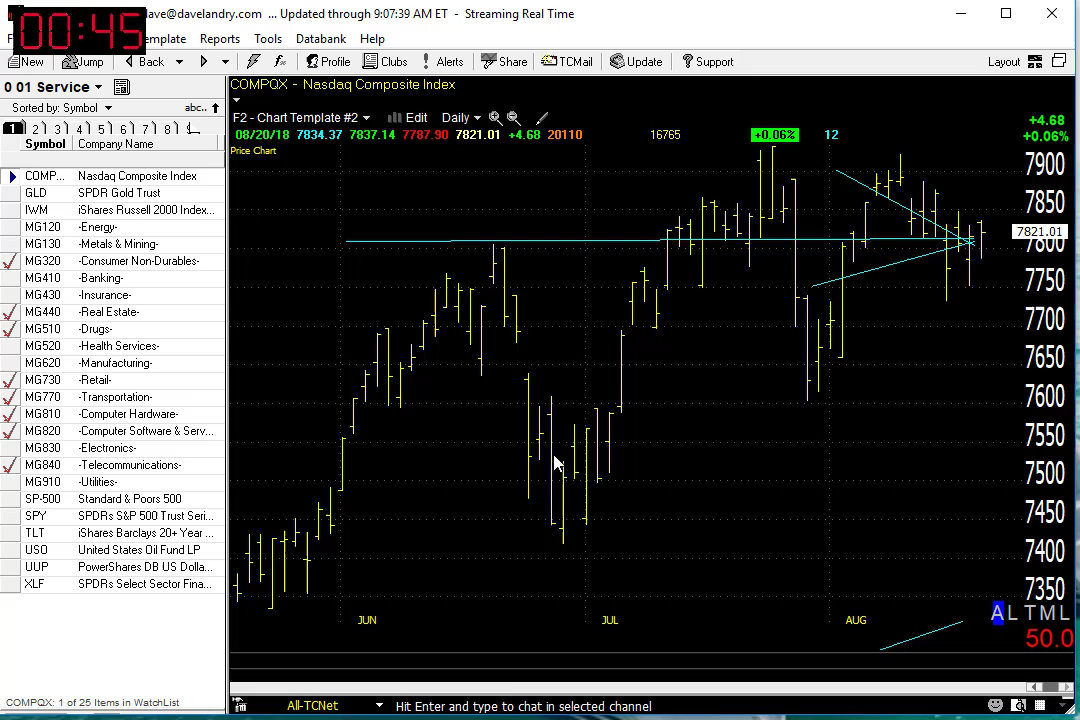 00:45
ave@davelandry.com ... Updated through 9:07:39 AM ET - Streaming Real Time
F emplate Reports Tools Databank Help
New Jump Back Profile Clubs Alerts Share TCMail Update Support Layout
0 01 Service
Sorted by: Symbol abc..
1 2 3 4 5 6 7 8
Symbol Company Name
COMP... Nasdaq Composite Index
GLD SPDR Gold Trust
IWM iShares Russell 2000 Index...
MG120 -Energy-
MG130 -Metals & Mining-
MG320 -Consumer Non-Durables-
MG410 -Banking-
MG430 -Insurance-
MG440 -Real Estate-
MG510 -Drugs-
MG520 -Health Services-
MG620 -Manufacturing-
MG730 -Retail-
MG770 -Transportation-
MG810 -Computer Hardware-
MG820 -Computer Software & Serv...
MG830 -Electronics-
MG840 -Telecommunications-
MG910 -Utilities-
SP-500 Standard & Poors 500
SPY SPDRs S&P 500 Trust Seri...
TLT iShares Barclays 20+ Year ...
USO United States Oil Fund LP
UUP PowerShares DB US Dolla...
XLF SPDRs Select Sector Fina...
COMPQX: 1 of 25 Items in WatchList
COMPQX - Nasdaq Composite Index
F2 - Chart Template #2 Edit Daily
08/20/18 7834.37 7837.14 7787.90 7821.01 +4.68 20110 16765 +0.06% 12
+4.68
+0.06%
Price Chart
7900
7850
7821.01
7800
7750
7700
7650
7600
7550
7500
7450
7400
7350
JUN JUL AUG
A L T M L
50.0
All-TCNet Hit Enter and type to chat in selected channel